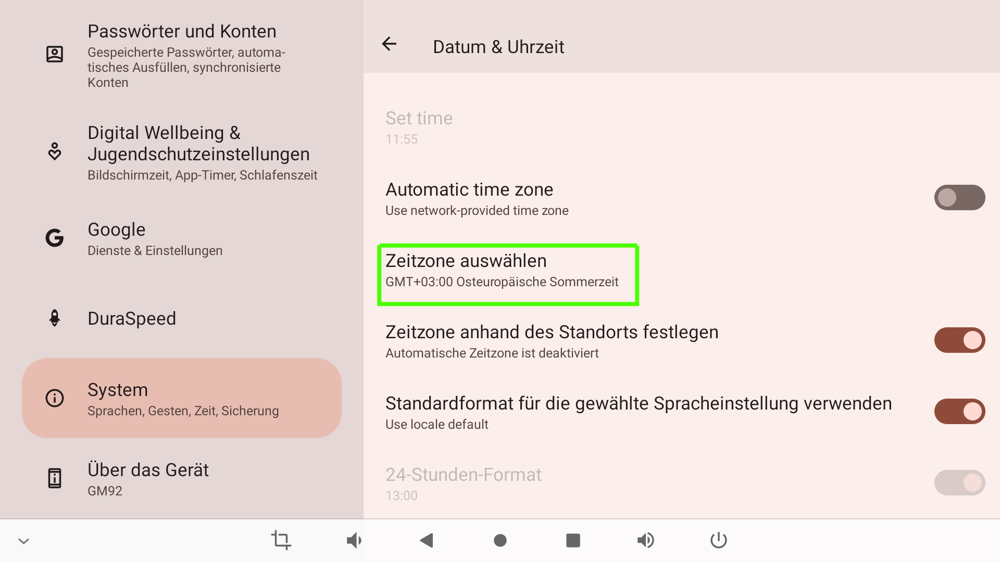 Passwörter und Konten
Gespeicherte Passwörter, automa-
tisches Ausfüllen, synchronisierte
Konten
Digital Wellbeing &
Jugendschutzeinstellungen
Bildschirmzeit, App-Timer, Schlafenszeit
Google
Dienste & Einstellungen
DuraSpeed
System
Sprachen, Gesten, Zeit, Sicherung
Über das Gerät
GM92
Datum & Uhrzeit
Set time
11:55
Automatic time zone
Use network-provided time zone
Zeitzone auswählen
GMT+03:00 Osteuropäische Sommerzeit
Zeitzone anhand des Standorts festlegen
Automatische Zeitzone ist deaktiviert
Standardformat für die gewählte Spracheinstellung verwenden
Use locale default
24-Stunden-Format
13:00